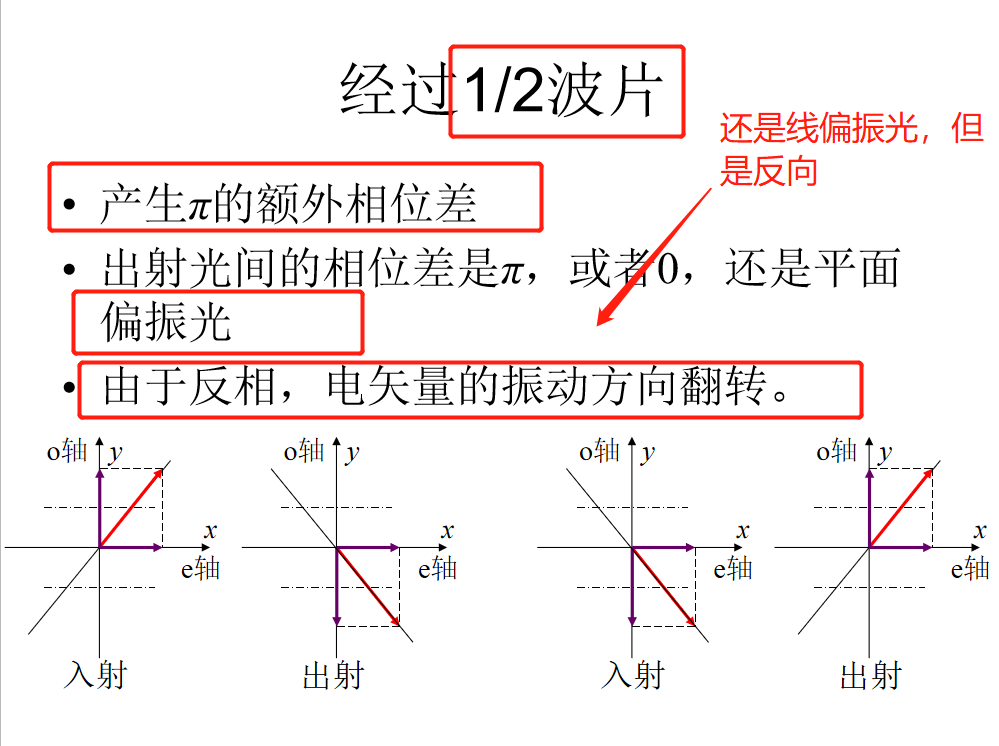 经过1/2波片
还是线偏振光，但
是反向
• 产生π的额外相位差
• 出射光间的相位差是π，或者0，还是平面
偏振光
• 由于反相，电矢量的振动方向翻转。
o轴 y o轴 y o轴 y o轴 y
x x x x
e轴 e轴 e轴 e轴
入射 出射 入射 出射